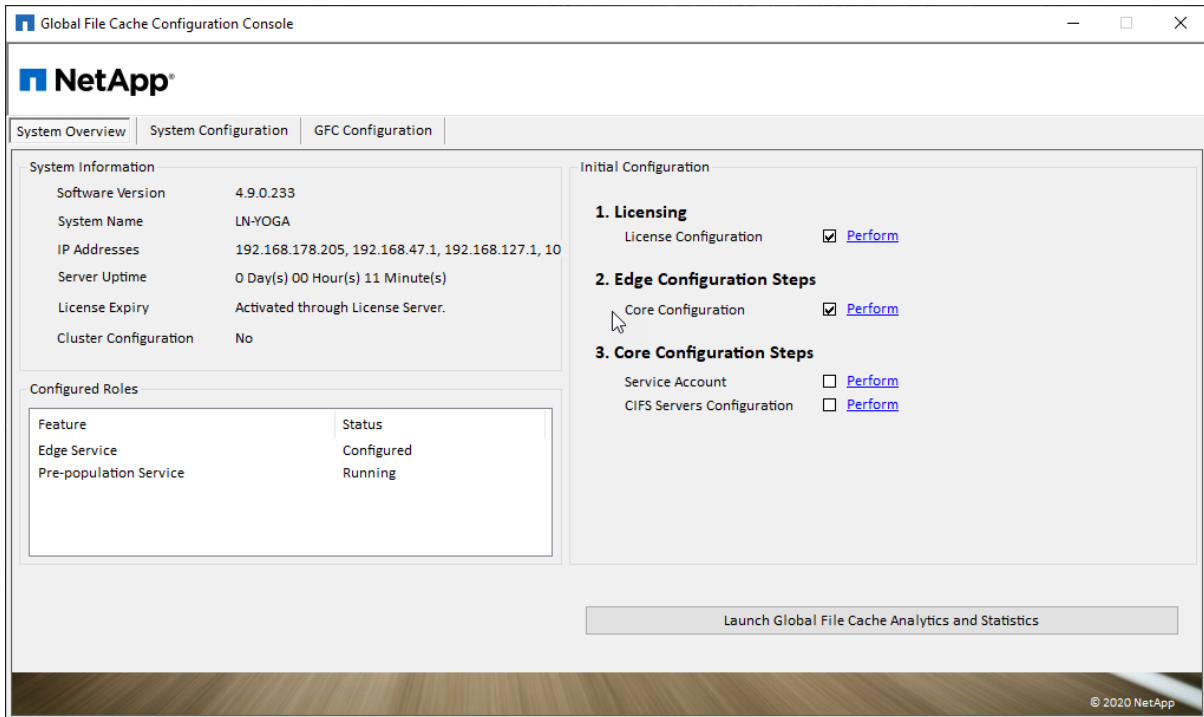 Global File Cache Configuration Console
NetApp®
System Overview System Configuration GFC Configuration
System Information
Software Version 4.9.0.233
System Name LN-YOGA
IP Addresses 192.168.178.205, 192.168.47.1, 192.168.127.1, 10
Server Uptime 0 Day(s) 00 Hour(s) 11 Minute(s)
License Expiry Activated through License Server.
Cluster Configuration No
Configured Roles
Feature Status
Edge Service Configured
Pre-population Service Running
Initial Configuration
1. Licensing
License Configuration Perform
2. Edge Configuration Steps
Core Configuration Perform
3. Core Configuration Steps
Service Account Perform
CIFS Servers Configuration Perform
Launch Global File Cache Analytics and Statistics
© 2020 NetApp